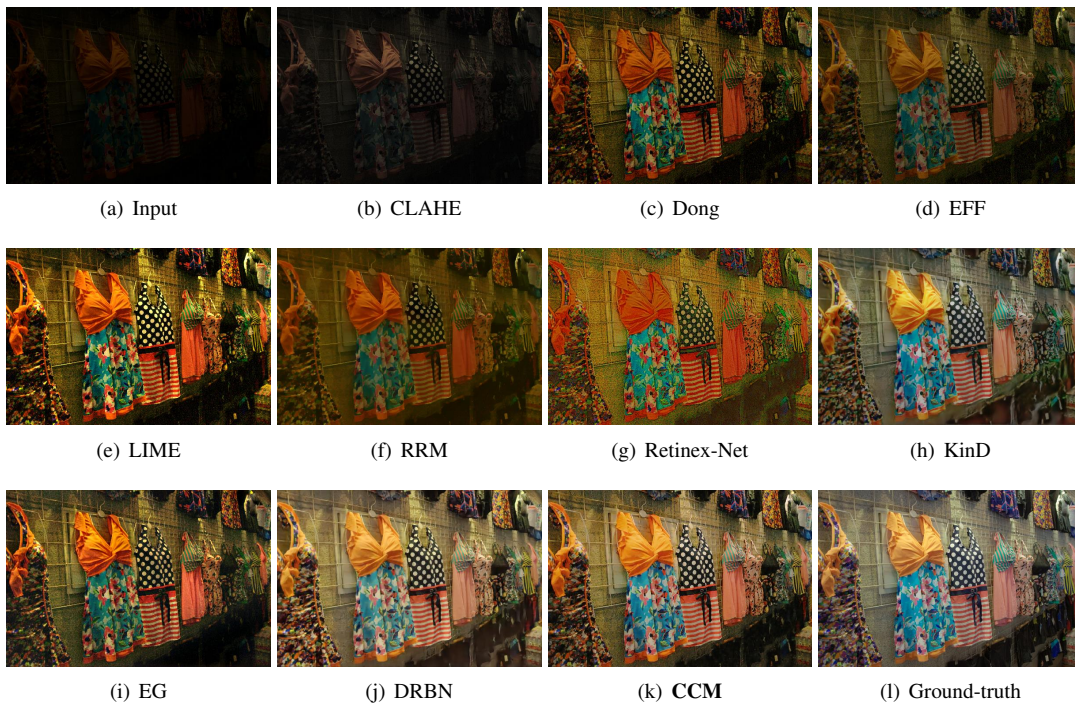 (a) Input
(b) CLAHE
(c) Dong
(d) EFF
(e) LIME
(f) RRM
(g) Retinex-Net
(h) KinD
(i) EG
(j) DRBN
(k) CCM
(l) Ground-truth